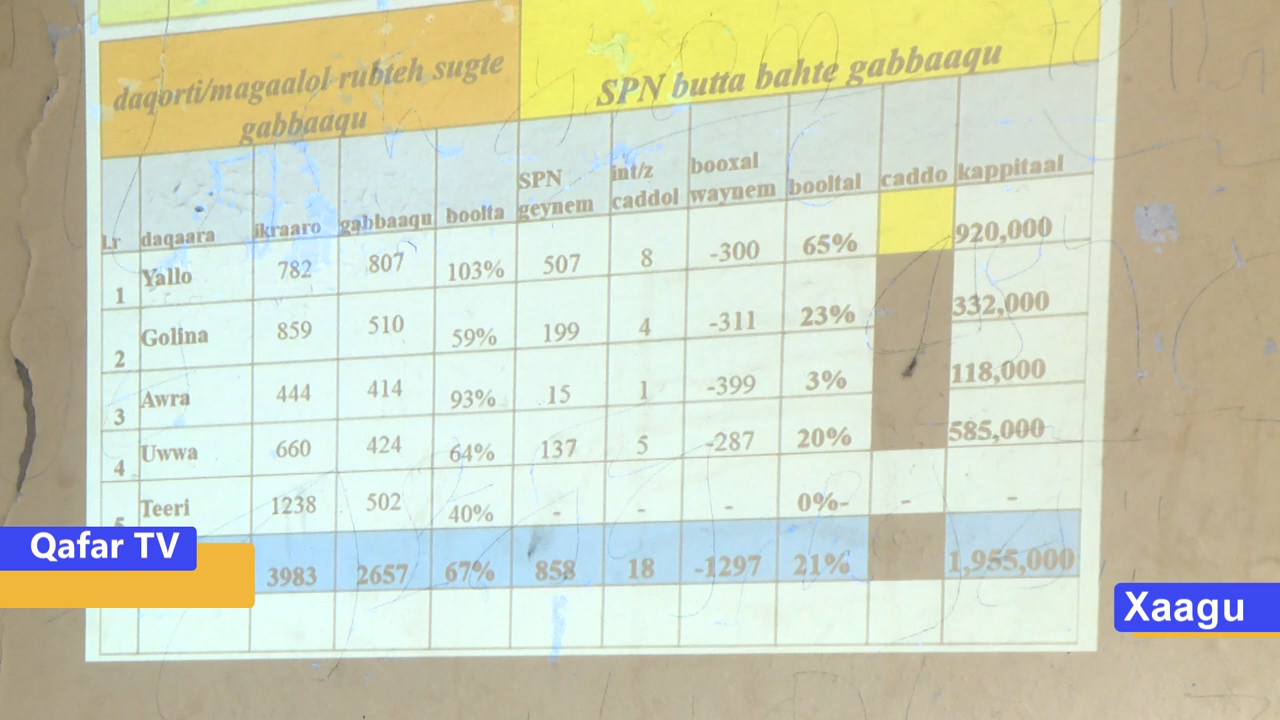 daqorti/magaalol rubteh sugte
gabbaaqu
SPN butta bahte gabbaaqu
Lr daqaara ikraaro gabbaaqu boolta SPN geynem int/z caddol booxal waynem booltal caddo kappitaal
1 Yallo 782 807 103% 507 8 -300 65% 920,000
2 Golina 859 510 59% 199 4 -311 23% 332,000
3 Awra 444 414 93% 15 1 -399 3% 118,000
4 Uwwa 660 424 64% 137 5 -287 20% 585,000
5 Teeri 1238 502 40% - - - 0%- - -
3983 2657 67% 858 18 -1297 21% 1,955,000
Qafar TV
Xaagu